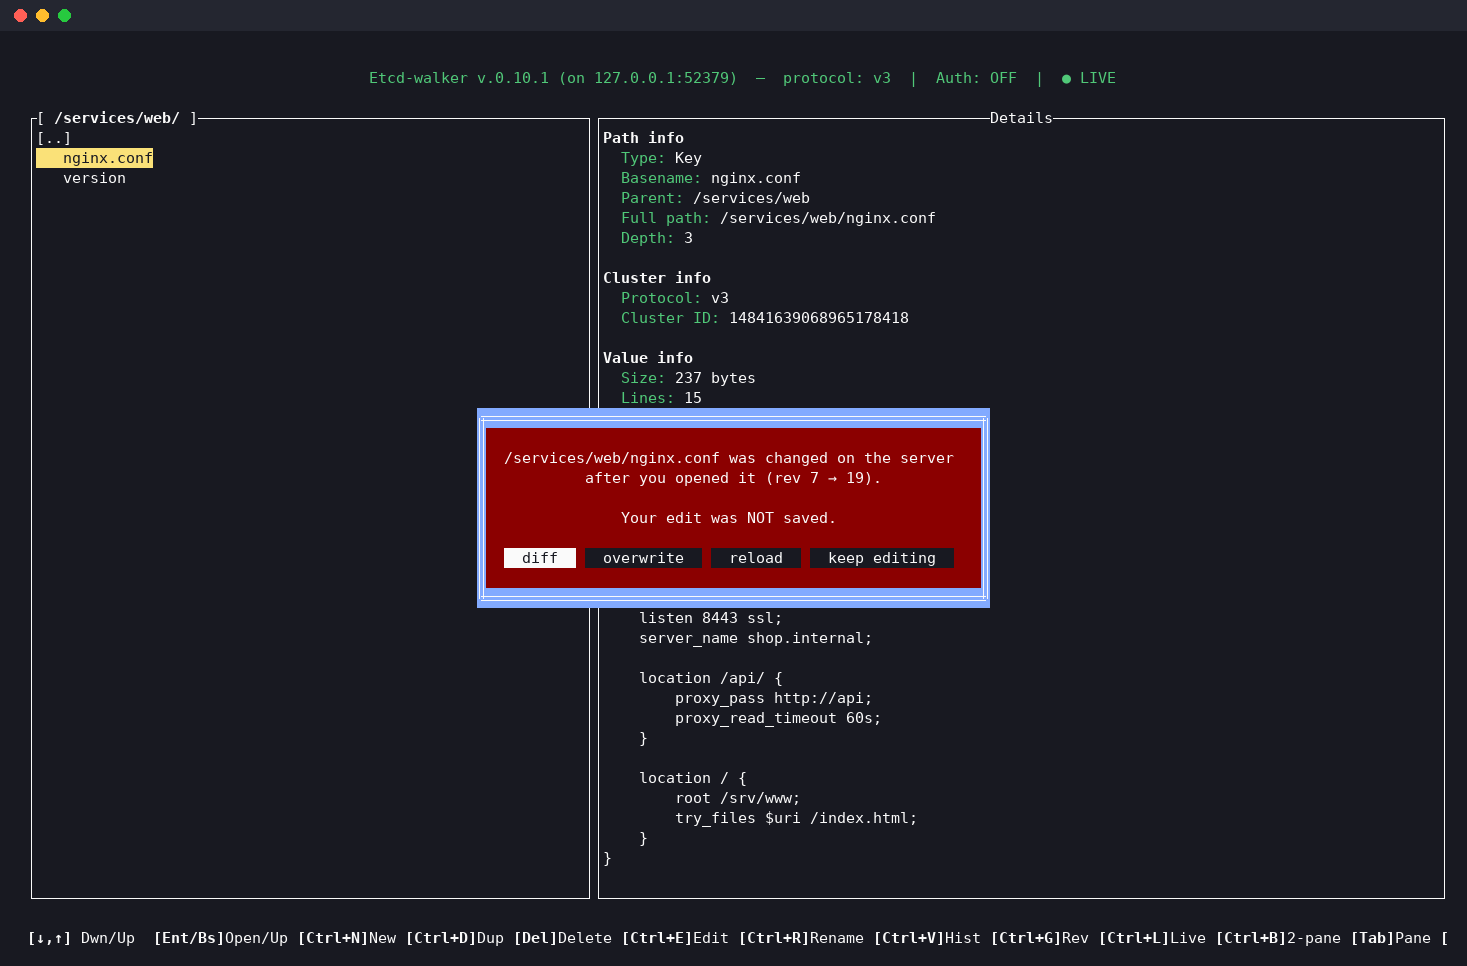 Etcd-walker v.0.10.1 (on 127.0.0.1:52379)  —  protocol: v3  |  Auth: OFF  |  ● LIVE
[ /services/web/ ]
[..]
nginx.conf
version
Details
Path info
Type: Key
Basename: nginx.conf
Parent: /services/web
Full path: /services/web/nginx.conf
Depth: 3
Cluster info
Protocol: v3
Cluster ID: 14841639068965178418
Value info
Size: 237 bytes
Lines: 15
/services/web/nginx.conf was changed on the server
after you opened it (rev 7 → 19).
Your edit was NOT saved.
diff overwrite reload keep editing
listen 8443 ssl;
server_name shop.internal;
location /api/ {
proxy_pass http://api;
proxy_read_timeout 60s;
}
location / {
root /srv/www;
try_files $uri /index.html;
}
}
[↓,↑] Dwn/Up  [Ent/Bs]Open/Up [Ctrl+N]New [Ctrl+D]Dup [Del]Delete [Ctrl+E]Edit [Ctrl+R]Rename [Ctrl+V]Hist [Ctrl+G]Rev [Ctrl+L]Live [Ctrl+B]2-pane [Tab]Pane [